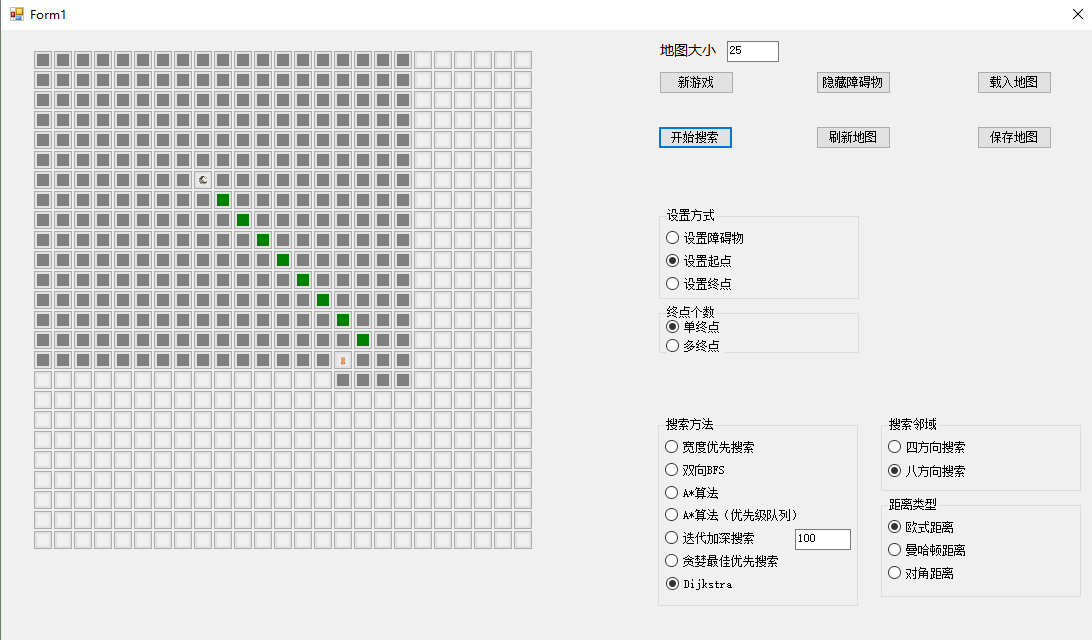 Form1
地图大小 25
新游戏 隐藏障碍物 载入地图
开始搜索 刷新地图 保存地图
设置方式
设置障碍物
设置起点
设置终点
终点个数
单终点
多终点
搜索方法
宽度优先搜索
双向BFS
A*算法
A*算法（优先级队列）
迭代加深搜索 100
贪婪最佳优先搜索
Dijkstra
搜索邻域
四方向搜索
八方向搜索
距离类型
欧式距离
曼哈顿距离
对角距离